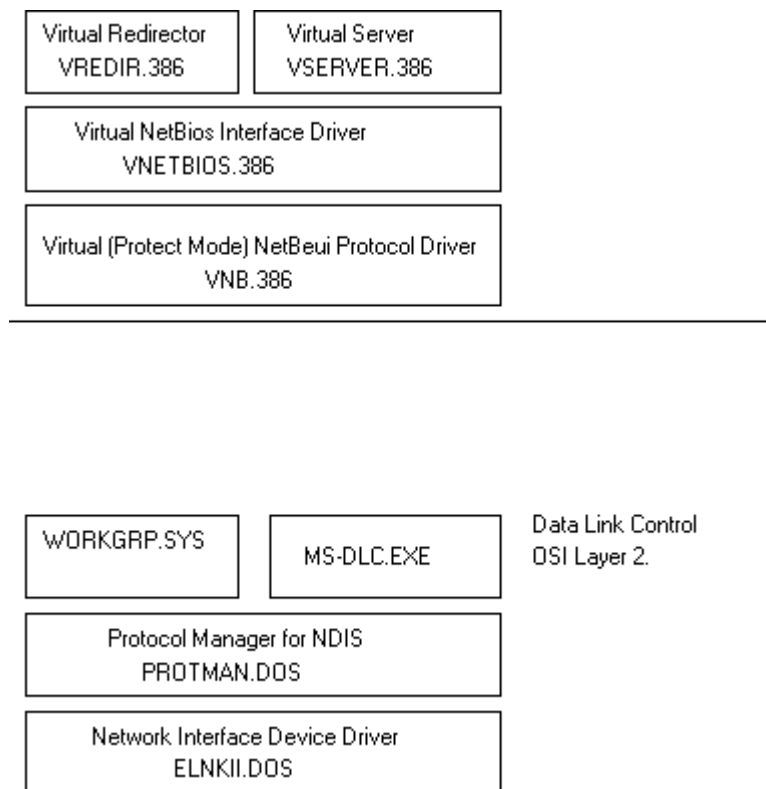 Virtual Redirector
VREDIR.386
Virtual Server
VSERVER.386
Virtual NetBios Interface Driver
VNETBIOS.386
Virtual (Protect Mode) NetBeui Protocol Driver
VNB.386
WORKGRP.SYS
MS-DLC.EXE
Data Link Control
OSI Layer 2.
Protocol Manager for NDIS
PROTMAN.DOS
Network Interface Device Driver
ELNKII.DOS